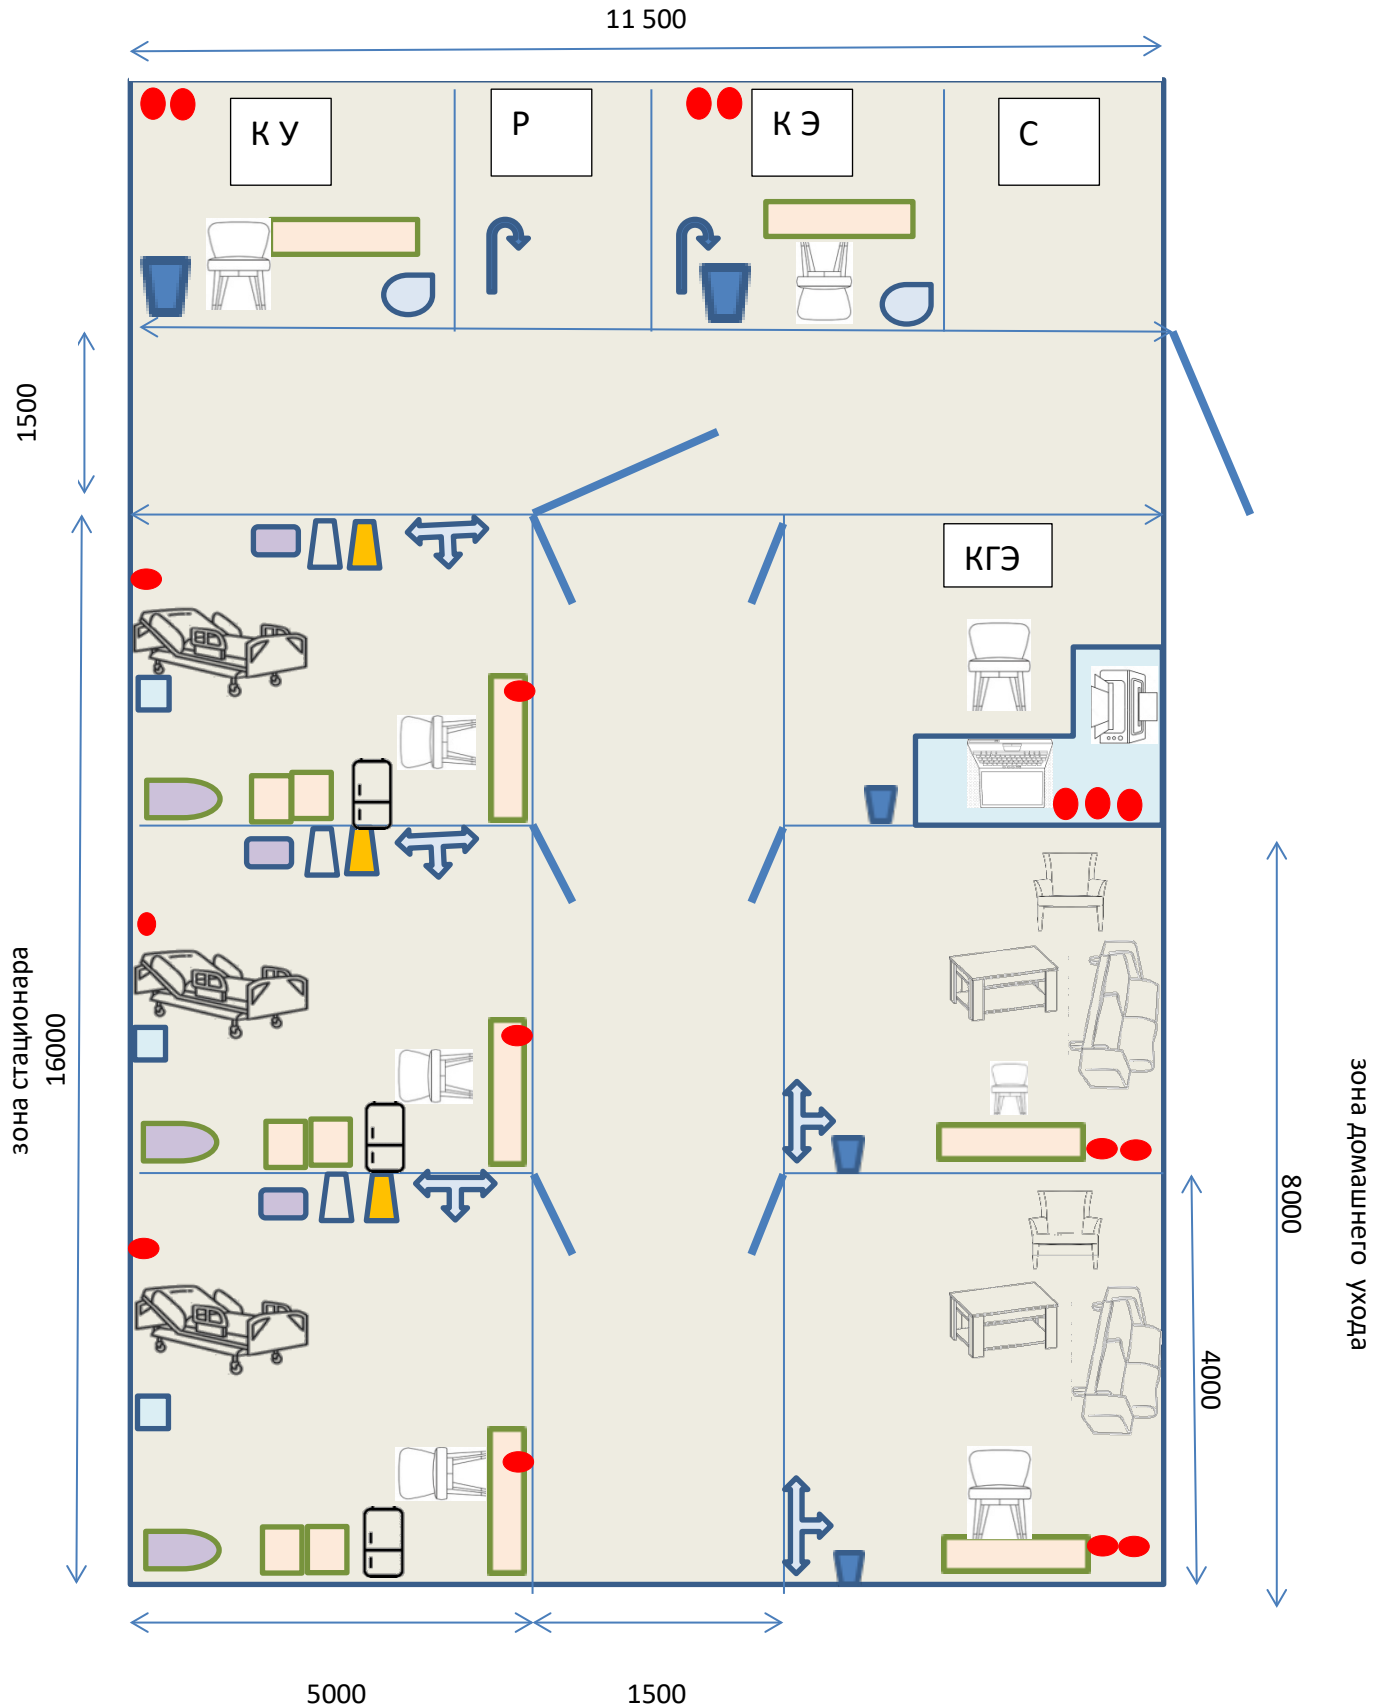 11 500
К У
Р
К Э
С
1500
КГЭ
зона стационара
16000
8000
зона домашнего ухода
4000
5000
1500